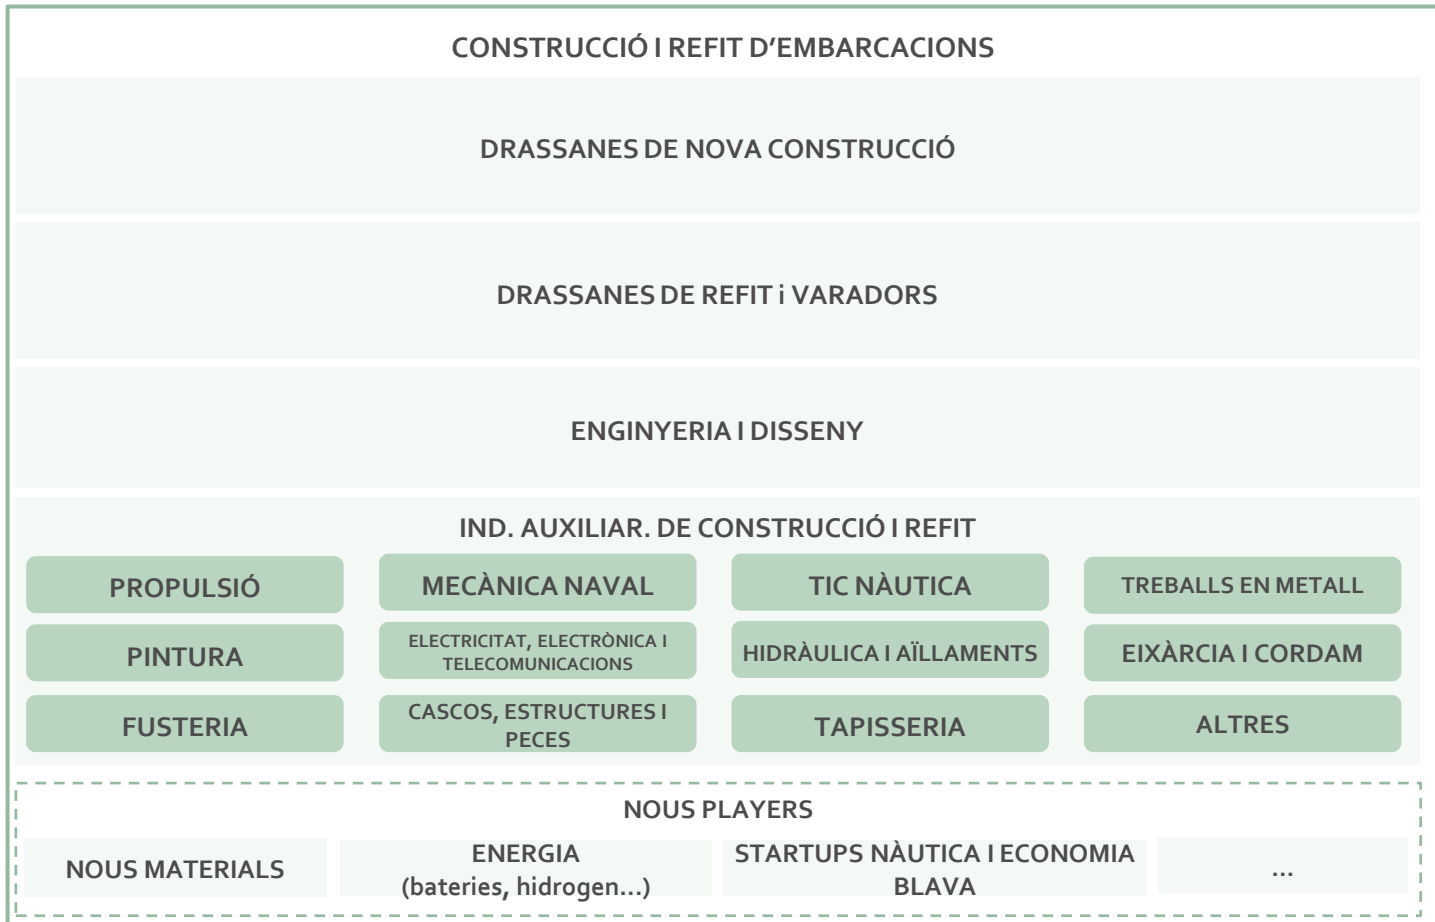 CONSTRUCCIÓ I REFIT D’EMBARCACIONS
DRASSANES DE NOVA CONSTRUCCIÓ
DRASSANES DE REFIT i VARADORS
ENGINYERIA I DISSENY
IND. AUXILIAR. DE CONSTRUCCIÓ I REFIT
PROPULSIÓ
MECÀNICA NAVAL
TIC NÀUTICA
TREBALLS EN METALL
PINTURA
ELECTRICITAT, ELECTRÒNICA I
TELECOMUNICACIONS
HIDRÀULICA I AÏLLAMENTS
EIXÀRCIA I CORDAM
FUSTERIA
CASCOS, ESTRUCTURES I
PECES
TAPISSERIA
ALTRES
NOUS PLAYERS
NOUS MATERIALS
ENERGIA
(bateries, hidrogen...)
STARTUPS NÀUTICA I ECONOMIA
BLAVA
...